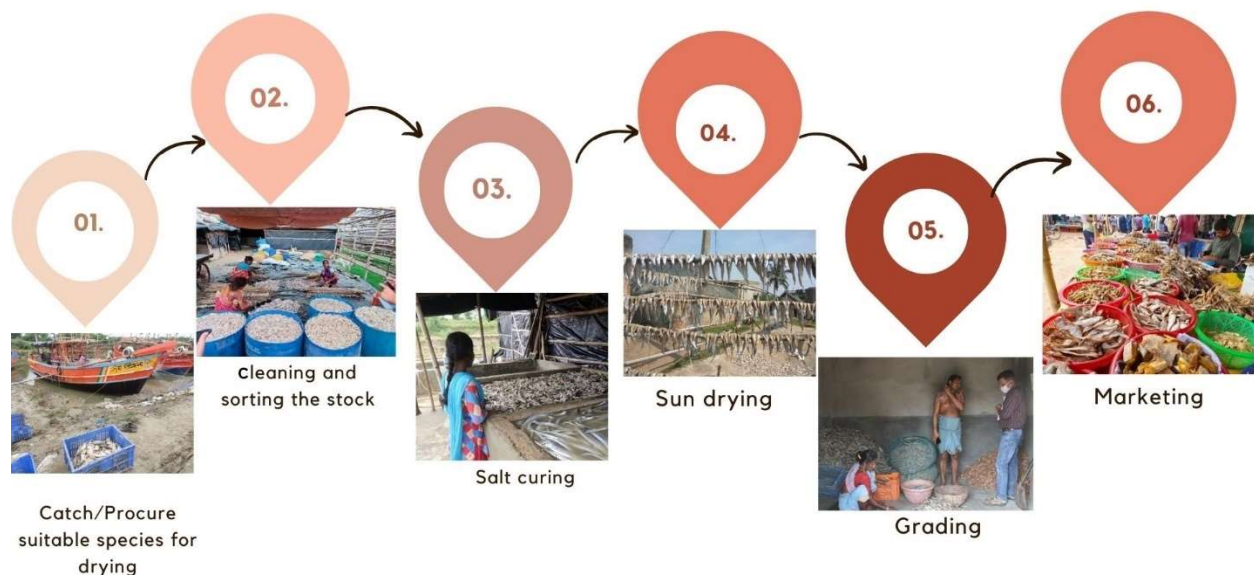 01.
Catch/Procure
suitable species for
drying
02.
cleaning and
sorting the stock
03.
Salt curing
04.
Sun drying
05.
Grading
06.
Marketing